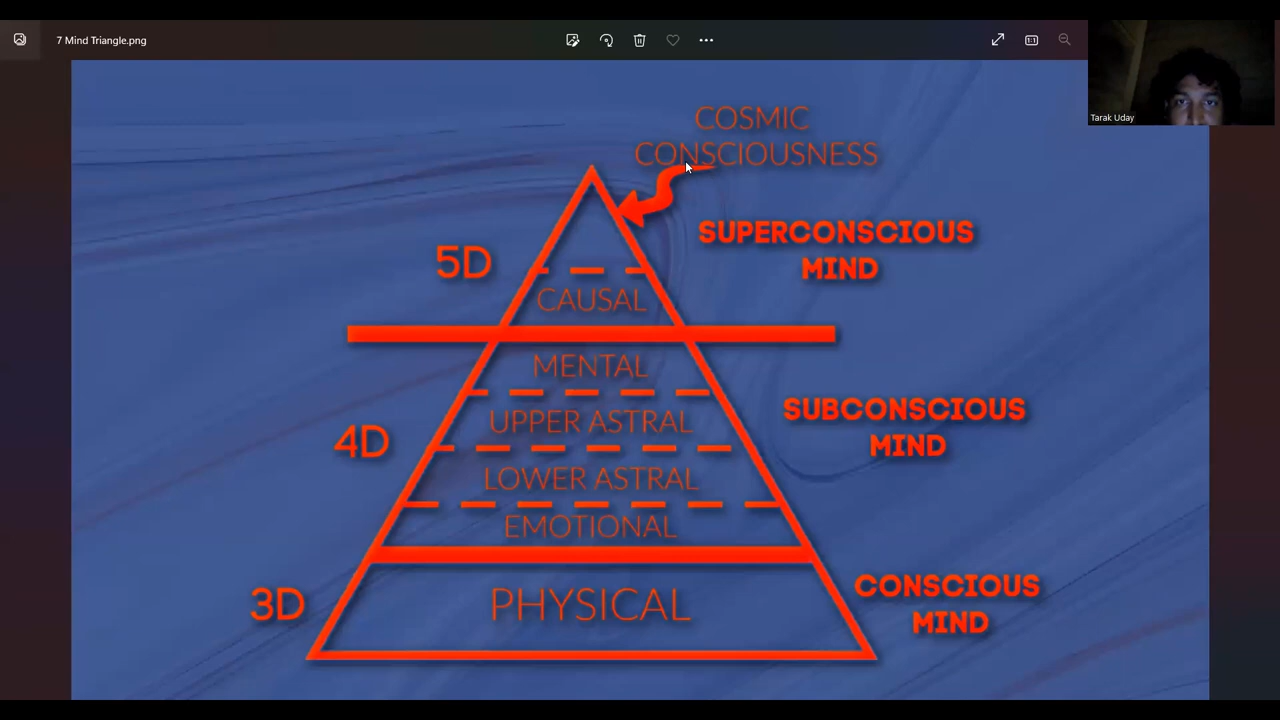 7 Mind Triangle.png
Tarak Uday
COSMIC
CONSCIOUSNESS
SUPERCONSCIOUS
MIND
5D
CAUSAL
MENTAL
UPPER ASTRAL
SUBCONSCIOUS
MIND
4D
LOWER ASTRAL
EMOTIONAL
3D
PHYSICAL
CONSCIOUS
MIND